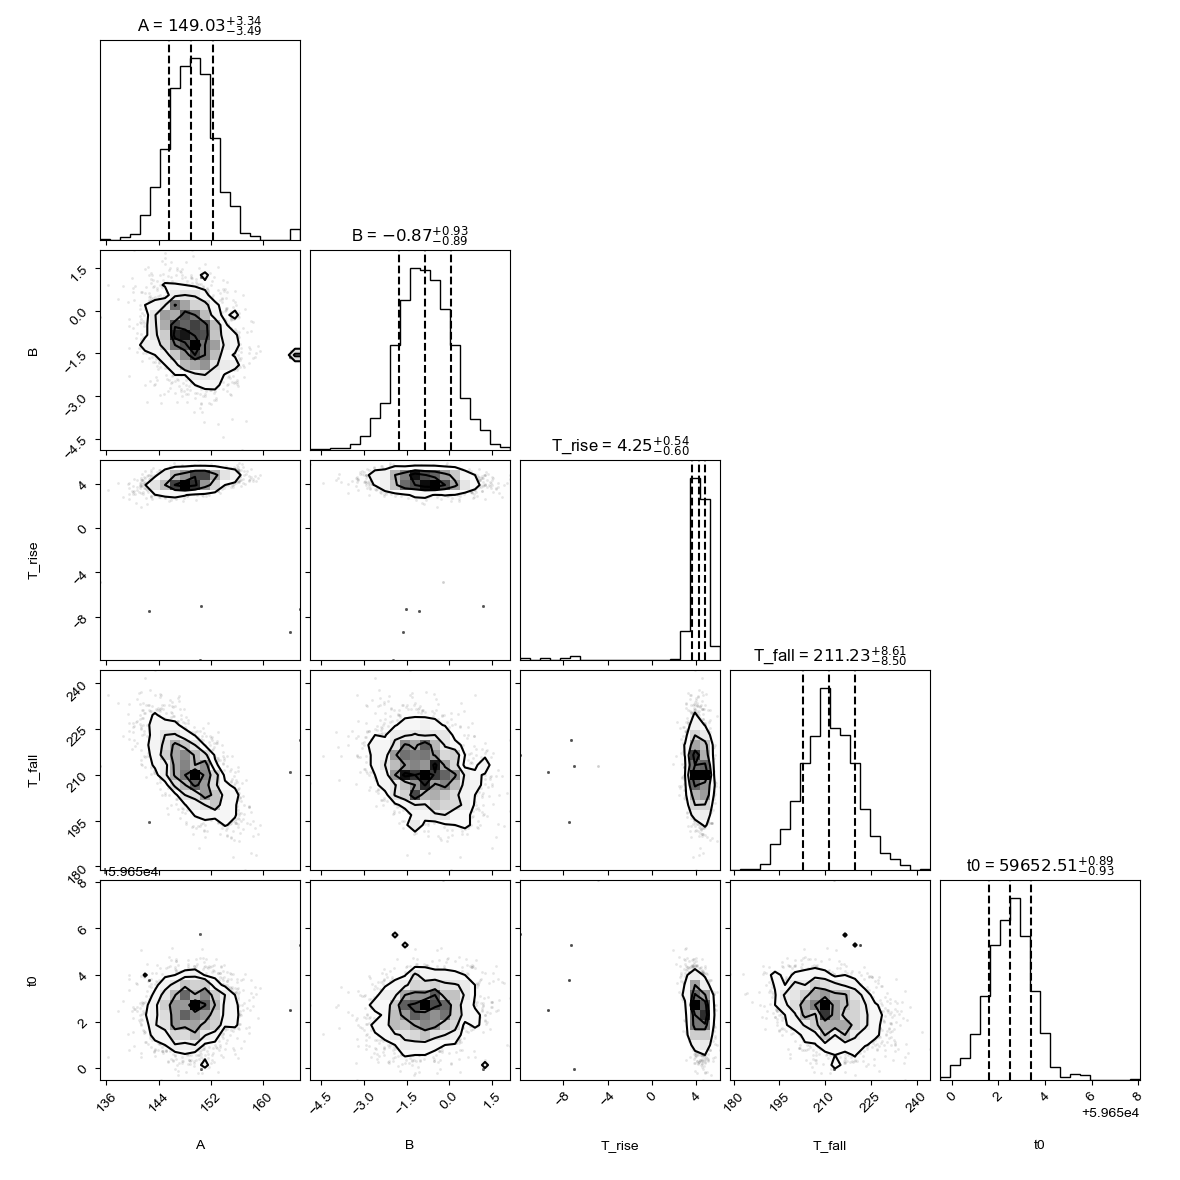 A = 149.03+3.34−3.49
B = −0.87+0.93−0.89
1.5
0.0
−1.5
−3.0
−4.5
B
T_rise = 4.25+0.54−0.60
4
0
−4
−8
T_rise
T_fall = 211.23+8.61−8.50
240
225
210
195
180
T_fall
+5.965e4
t0 = 59652.51+0.89−0.93
8
6
4
2
0
t0
136 144 152 160
−4.5 −3.0 −1.5 0.0 1.5
−8 −4 0 4
180 195 210 225 240
0 2 4 6 8
+5.965e4
A B T_rise T_fall t0